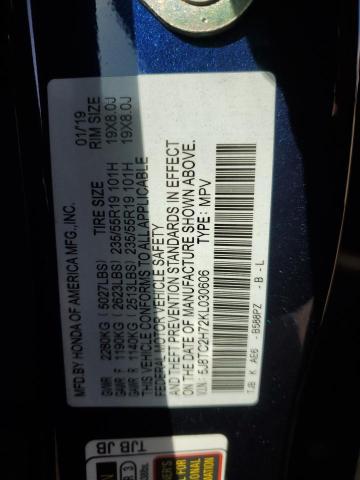 MFD.BY HONDA OF AMERICA MFG.,INC. 01/19
TIRE SIZE RIM SIZE
GVWR 2280KG (5027LBS)
GAWR F 1190KG (2623LBS) 235/55R19 101H 19X8.0J
GAWR R 1140KG (2513LBS) 235/55R19 101H 19X8.0J
THIS VEHICLE CONFORMS TO ALL APPLICABLE
FEDERAL MOTOR VEHICLE SAFETY
AND THEFT PREVENTION STANDARDS IN EFFECT
ON THE DATE OF MANUFACTURE SHOWN ABOVE.
V.I.N.: 5J8TC2H72KL030606 TYPE: MPV
TJB K AE6 -B588PZ -B -L
TJB JB